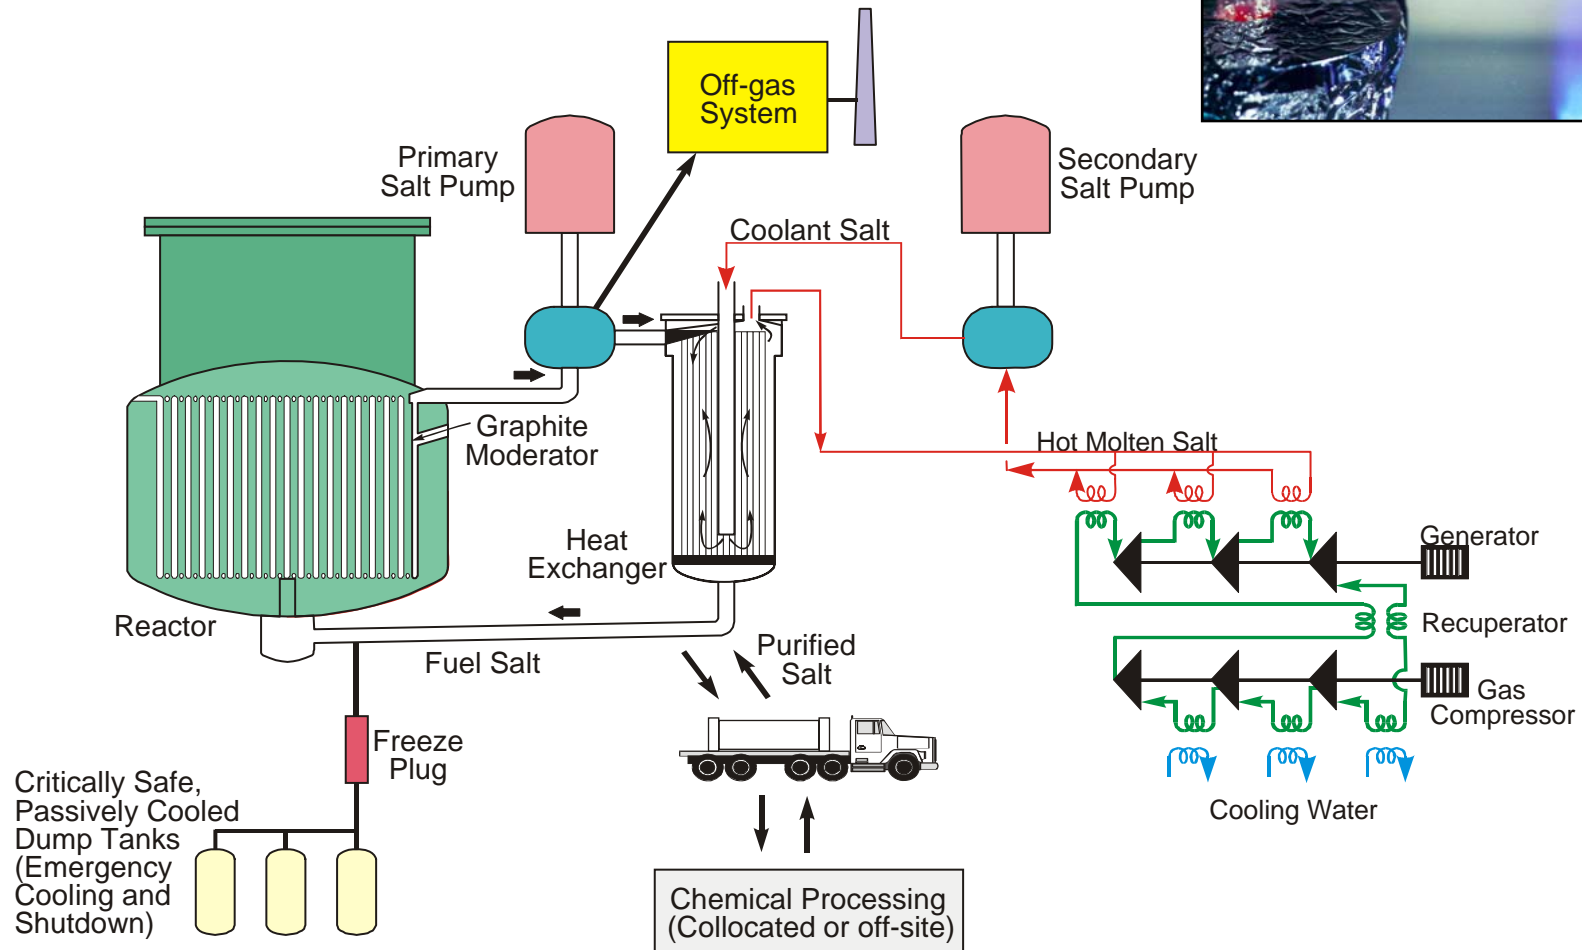 Off-gas
System
Primary
Salt Pump
Secondary
Salt Pump
Coolant Salt
Graphite
Moderator
Hot Molten Salt
Heat
Exchanger
Generator
Reactor
Recuperator
Fuel Salt
Purified
Salt
Gas
Compressor
Freeze
Plug
Critically Safe,
Passively Cooled
Dump Tanks
(Emergency
Cooling and
Shutdown)
Cooling Water
Chemical Processing
(Collocated or off-site)